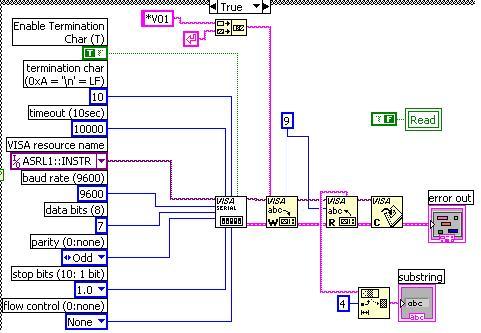 True
Enable Termination
Char (T)
*V01
T
termination char
(0xA = '\n' = LF)
10
timeout (10sec)
10000
9
F
Read
VISA resource name
I/O ASRL1::INSTR
baud rate (9600)
9600
data bits (8)
7
parity (0:none)
Odd
stop bits (10: 1 bit)
1.0
flow control (0:none)
None
VISA
SERIAL
VISA
abc
W
VISA
abc
R
VISA
C
error out
substring
4
abc
abc